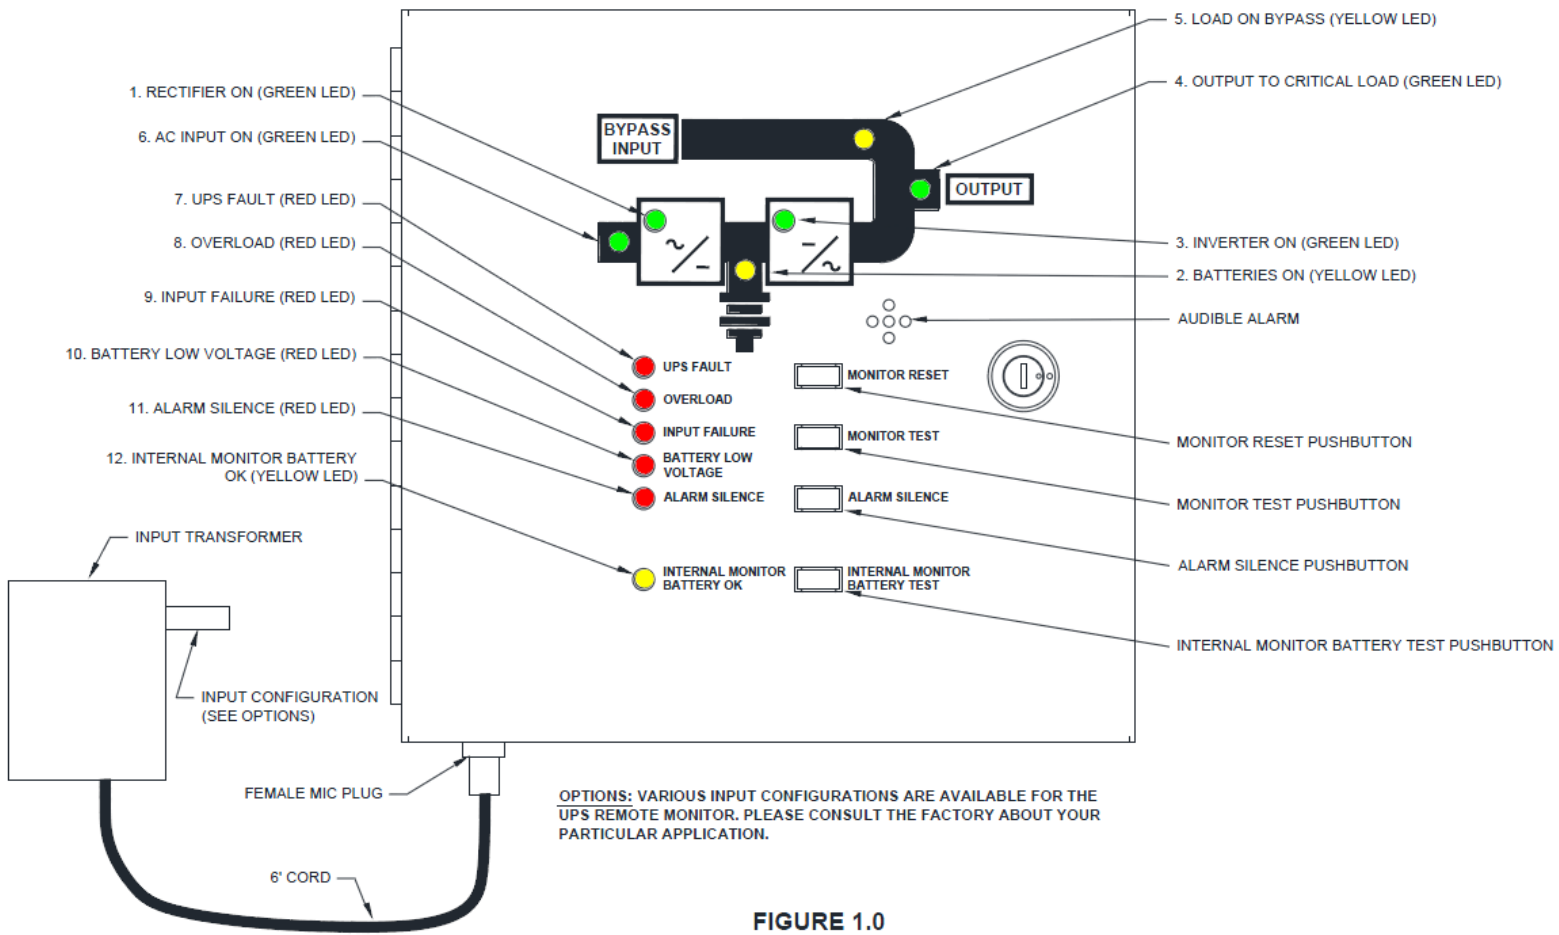 5. LOAD ON BYPASS (YELLOW LED)
4. OUTPUT TO CRITICAL LOAD (GREEN LED)
1. RECTIFIER ON (GREEN LED)
6. AC INPUT ON (GREEN LED)
7. UPS FAULT (RED LED)
8. OVERLOAD (RED LED)
9. INPUT FAILURE (RED LED)
10. BATTERY LOW VOLTAGE (RED LED)
11. ALARM SILENCE (RED LED)
12. INTERNAL MONITOR BATTERY
OK (YELLOW LED)
BYPASS
INPUT
OUTPUT
3. INVERTER ON (GREEN LED)
2. BATTERIES ON (YELLOW LED)
AUDIBLE ALARM
UPS FAULT
OVERLOAD
INPUT FAILURE
BATTERY LOW
VOLTAGE
ALARM SILENCE
INTERNAL MONITOR
BATTERY OK
MONITOR RESET
MONITOR TEST
ALARM SILENCE
INTERNAL MONITOR
BATTERY TEST
MONITOR RESET PUSHBUTTON
MONITOR TEST PUSHBUTTON
ALARM SILENCE PUSHBUTTON
INTERNAL MONITOR BATTERY TEST PUSHBUTTON
INPUT TRANSFORMER
INPUT CONFIGURATION
(SEE OPTIONS)
FEMALE MIC PLUG
6' CORD
OPTIONS: VARIOUS INPUT CONFIGURATIONS ARE AVAILABLE FOR THE
UPS REMOTE MONITOR. PLEASE CONSULT THE FACTORY ABOUT YOUR
PARTICULAR APPLICATION.
FIGURE 1.0